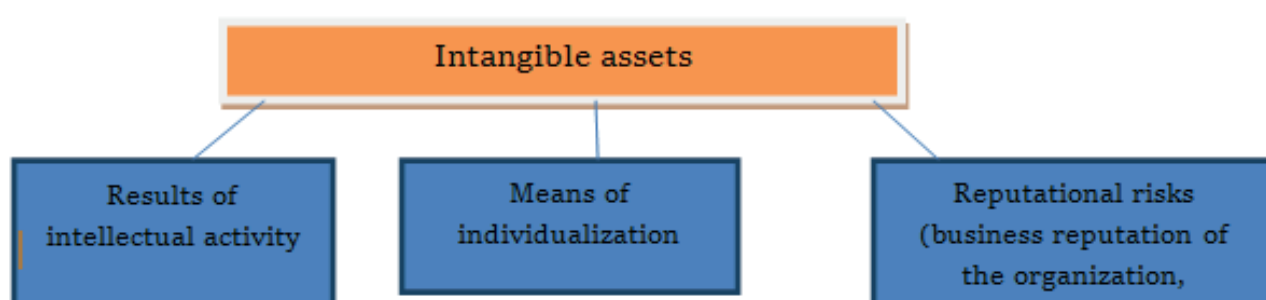 Intangible assets
Results of
intellectual activity
Means of
individualization
Reputational risks
(business reputation of
the organization,